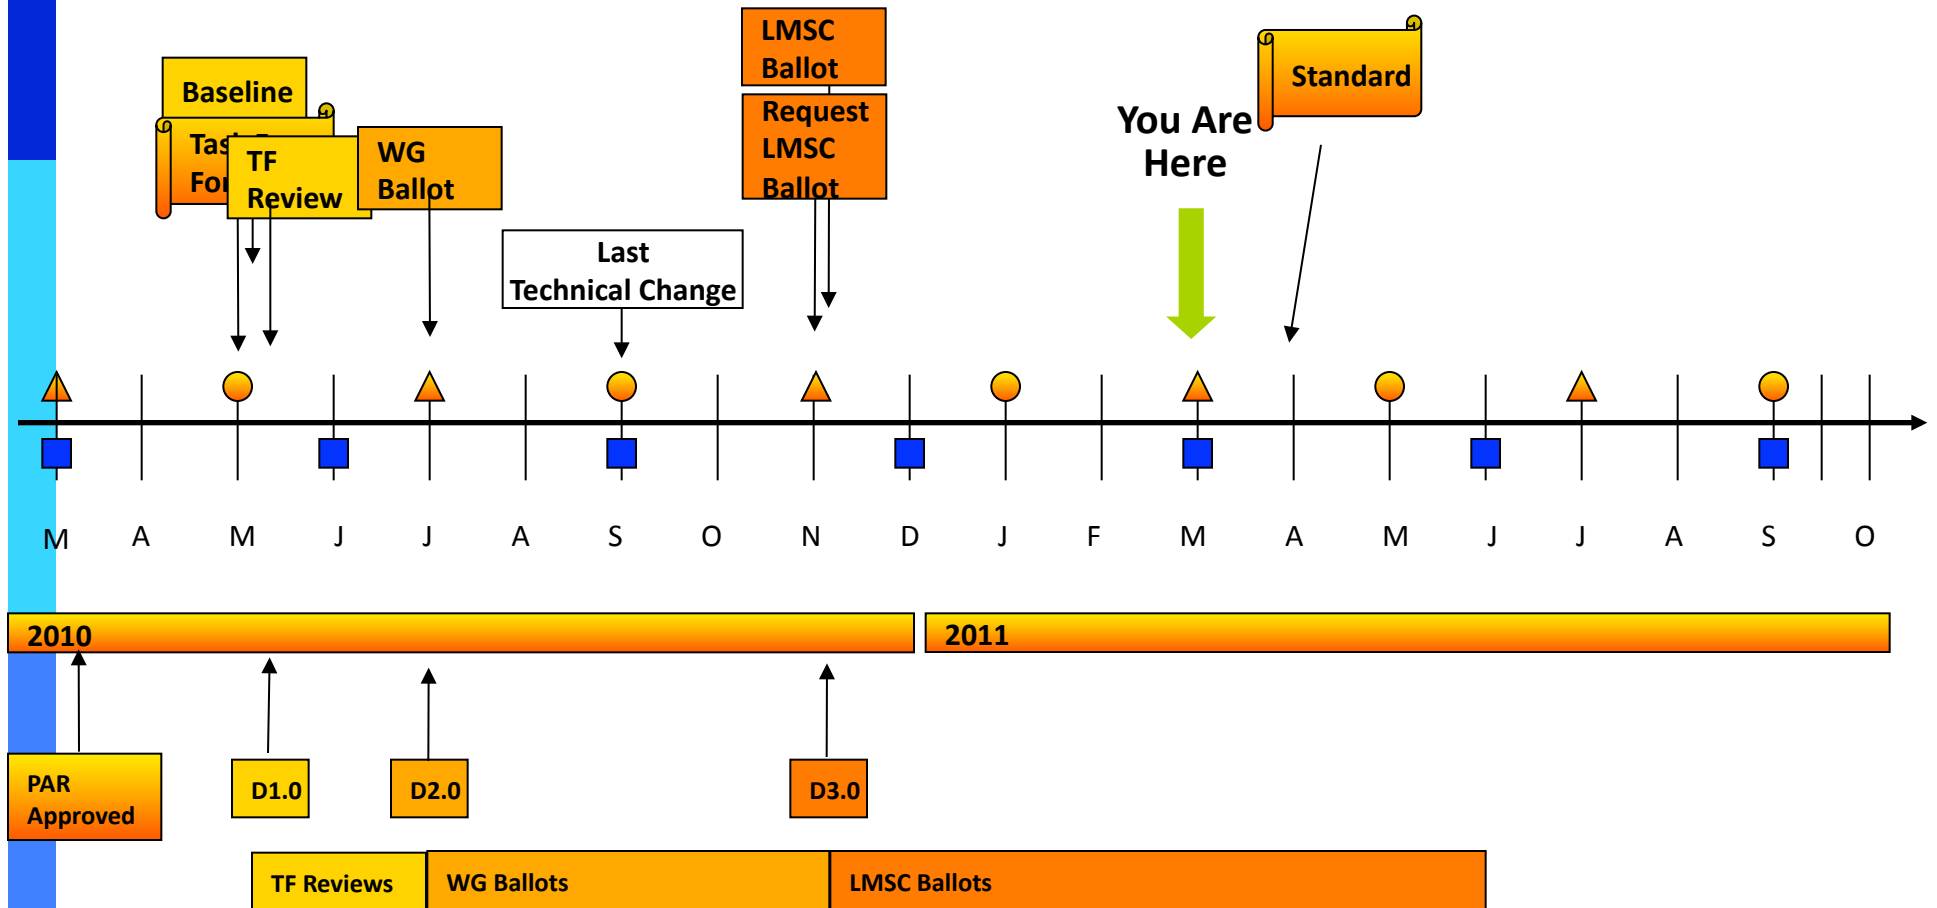 LMSC
Ballot
Standard
Baseline
Request
LMSC
Ballot
You Are
Here
TF
Review
WG
Ballot
Last
Technical Change
M A M J J A S O N D J F M A M J J A S O
2010
2011
PAR
Approved
D1.0
D2.0
D3.0
TF Reviews
WG Ballots
LMSC Ballots